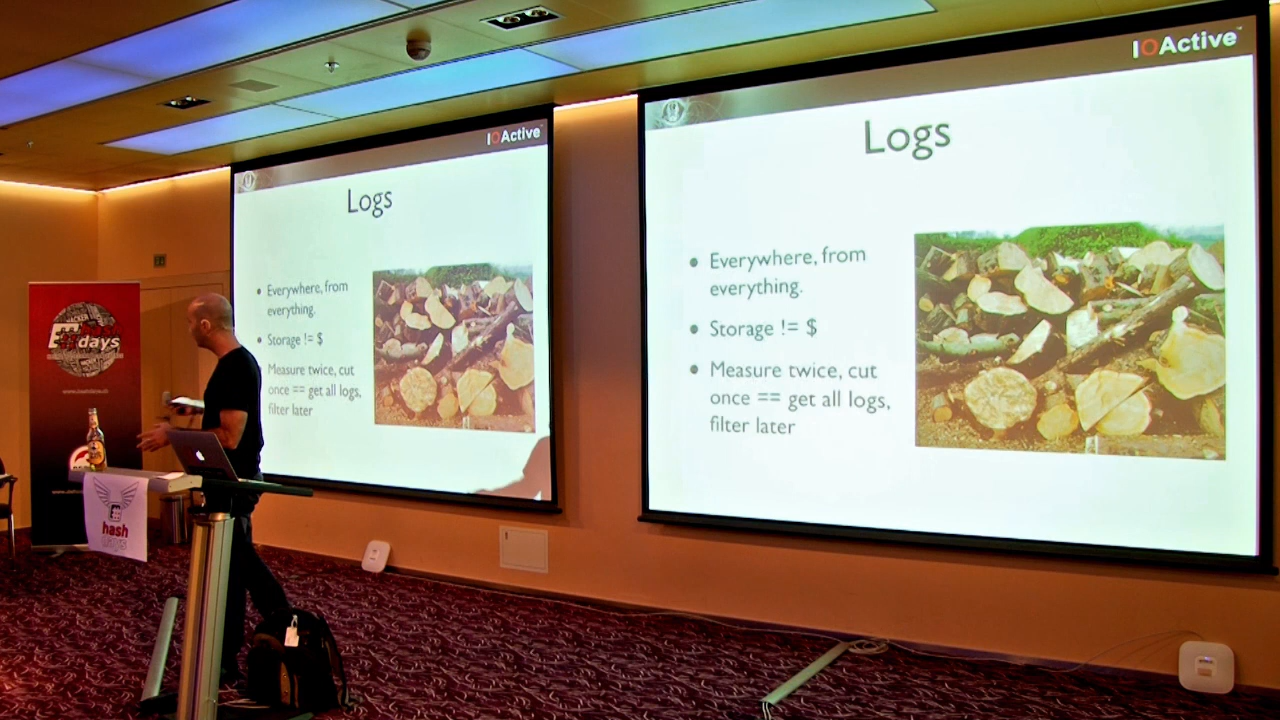 IOActive
Logs
Everywhere, from
everything.
Storage != $
Measure twice, cut
once == get all logs,
filter later
IOActive
Logs
Everywhere, from
everything.
Storage != $
Measure twice, cut
once == get all logs,
filter later
#days
hash
days